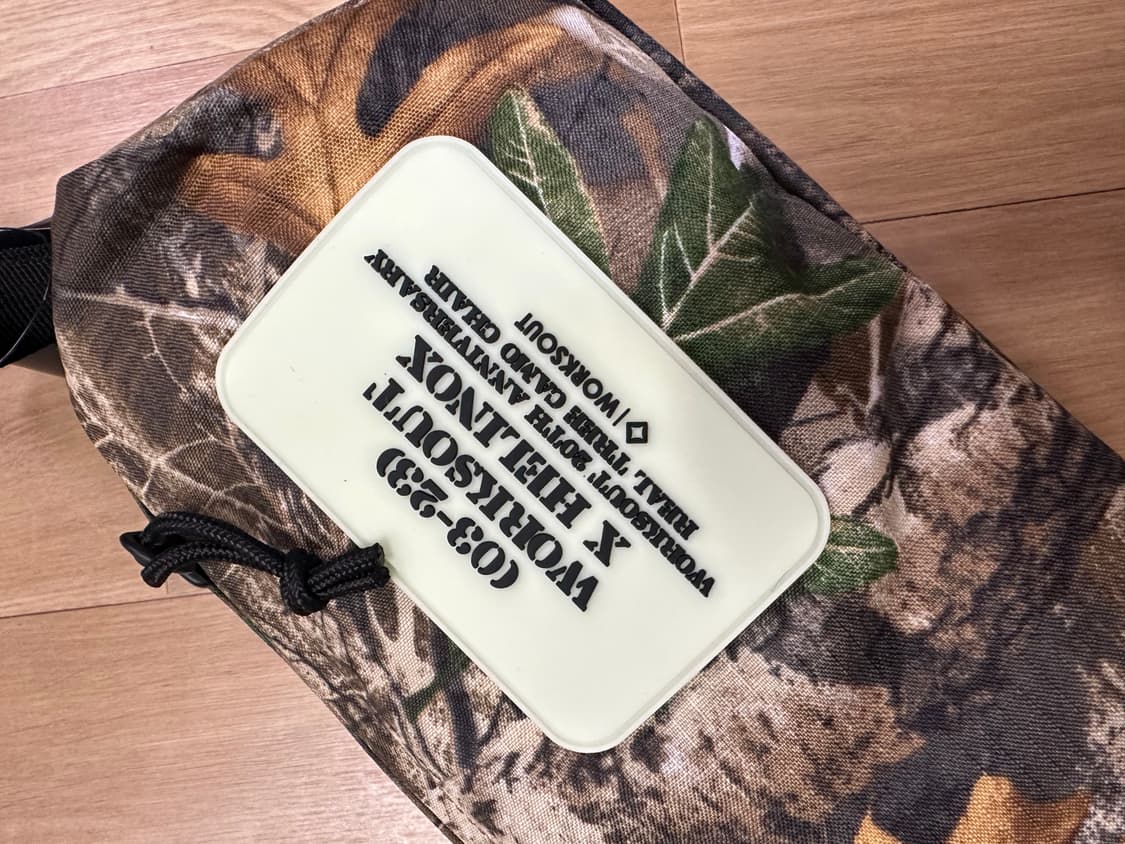 (03-23)
WORKSOUT'
X HELINOX
WORKSOUT' 20TH ANNIVERSARY
REAL TREE CAMO CHAIR
| WORKSOUT